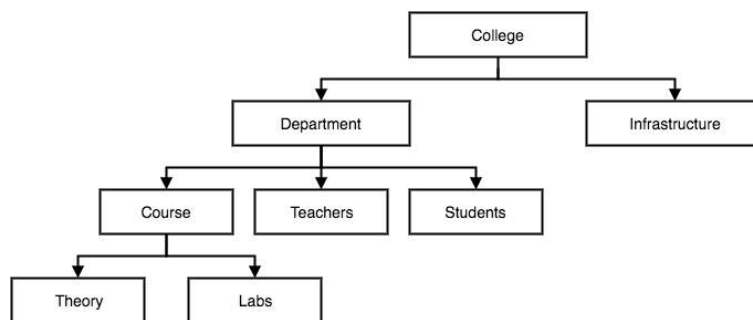 College
Department
Infrastructure
Course
Teachers
Students
Theory
Labs